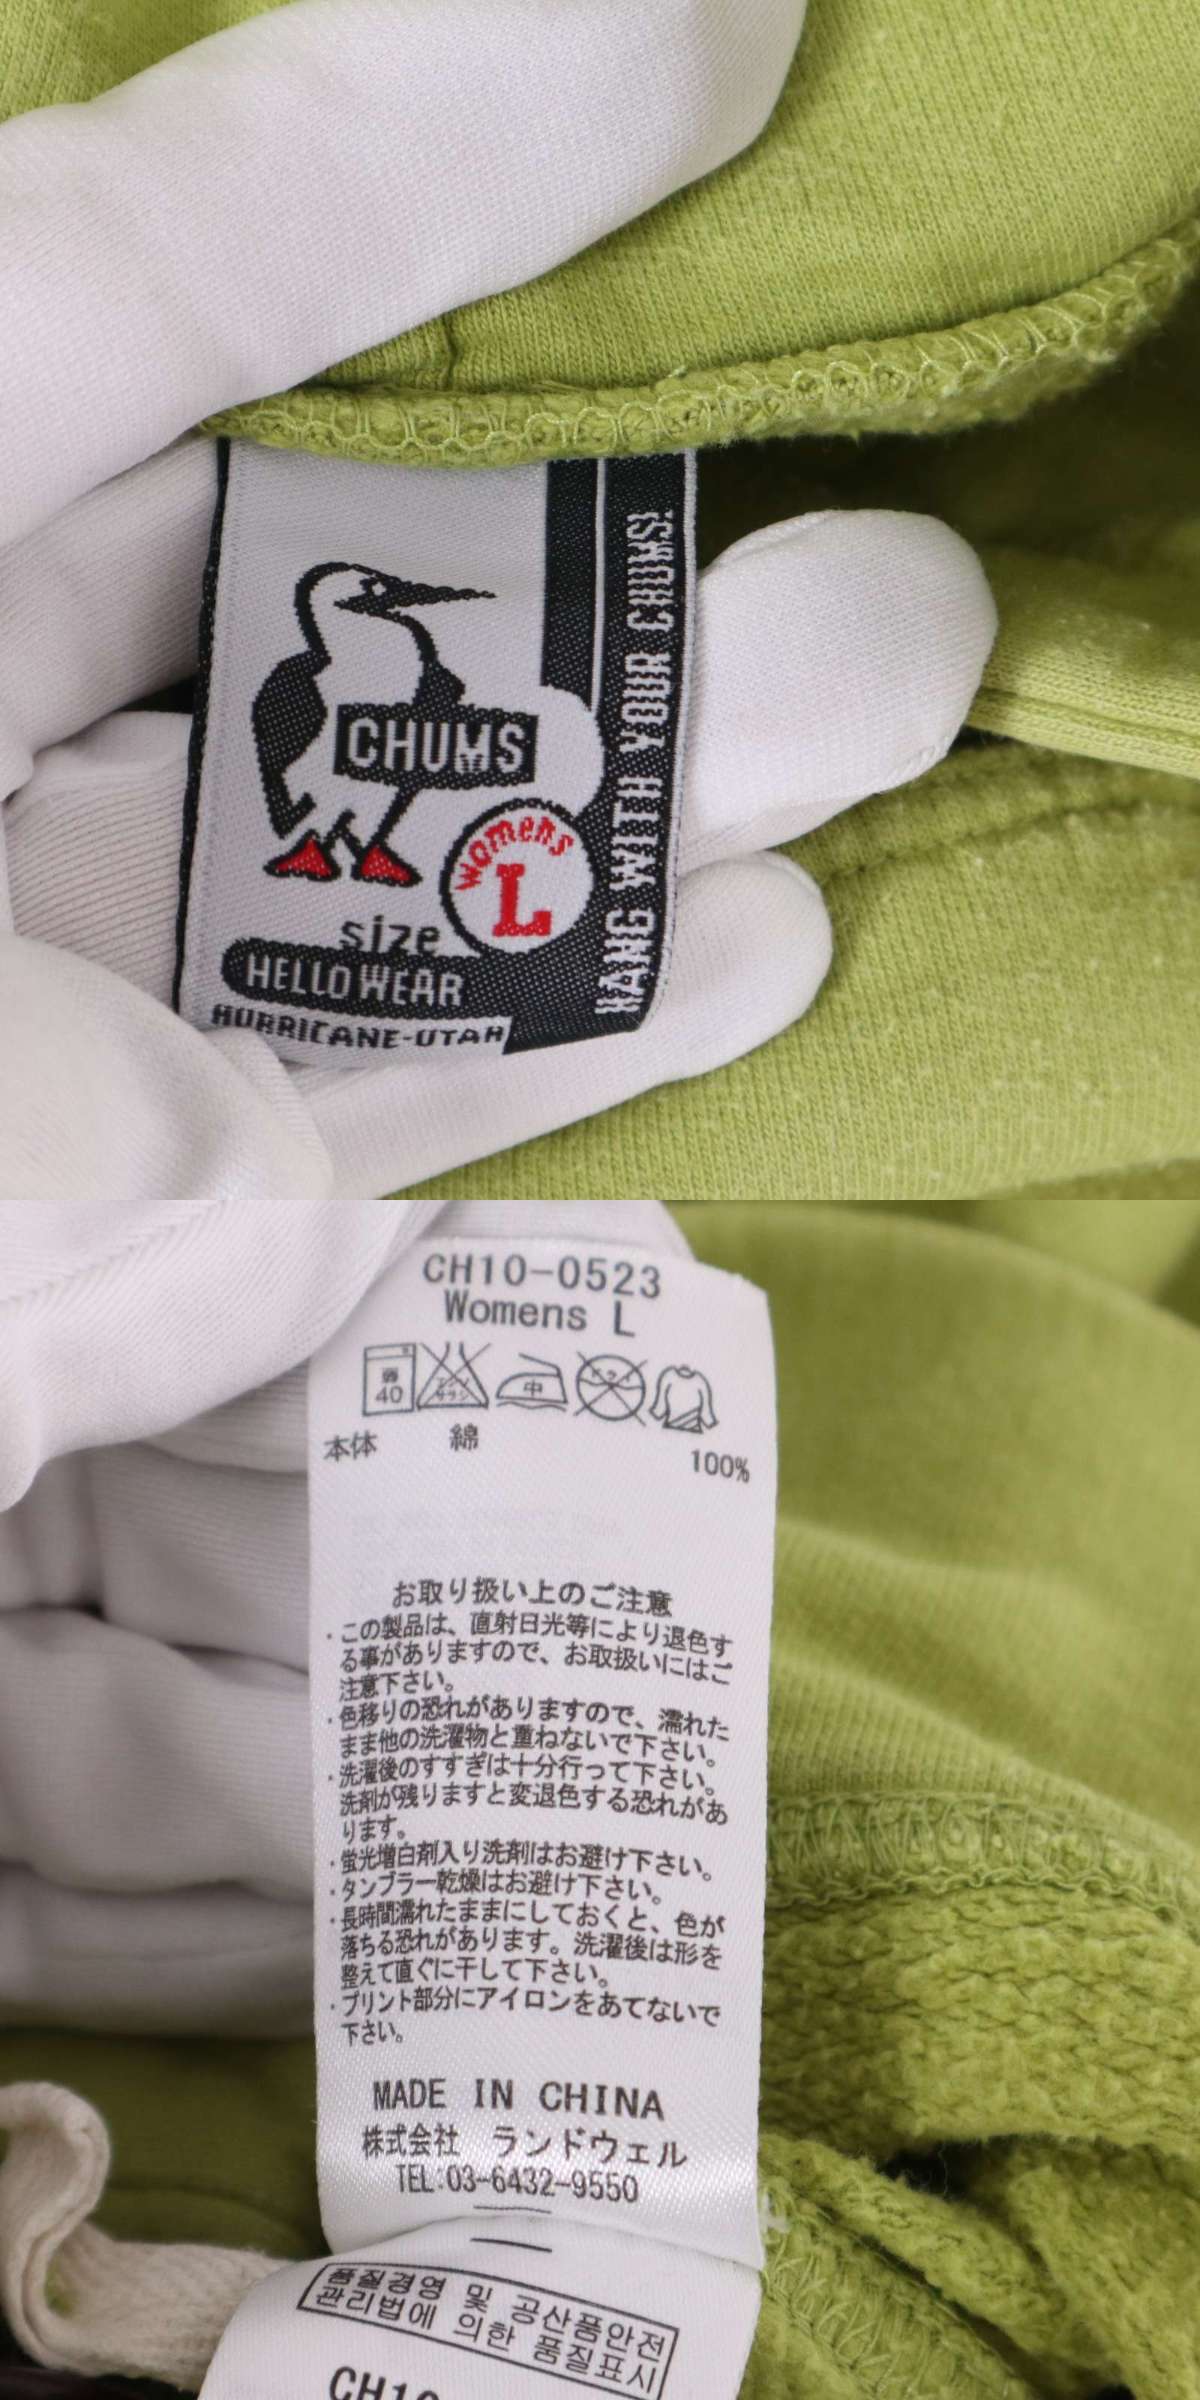 CHUMS
womens
L
size
HELLO WEAR
HURRICANE-UTAH
HANG WITH YOUR CHUMS!
CH10-0523
Womens L
弱
40
エンソ
サラシ
中
ドライ
本体 綿 100%
お取り扱い上のご注意
・この製品は、直射日光等により退色す
る事がありますので、お取扱いにはご
注意下さい。
・色移りの恐れがありますので、濡れた
まま他の洗濯物と重ねないで下さい。
・洗濯後のすすぎは十分行って下さい。
洗剤が残りますと変退色する恐れがあ
ります。
・蛍光増白剤入り洗剤はお避け下さい。
・タンブラー乾燥はお避け下さい。
・長時間濡れたままにしておくと、色が
落ちる恐れがあります。洗濯後は形を
整えて直ぐに干して下さい。
・プリント部分にアイロンをあてないで
下さい。
MADE IN CHINA
株式会社 ランドウェル
TEL:03-6432-9550
품질경영 및 공산품안전
관리법에 의한 품질표시
CH10